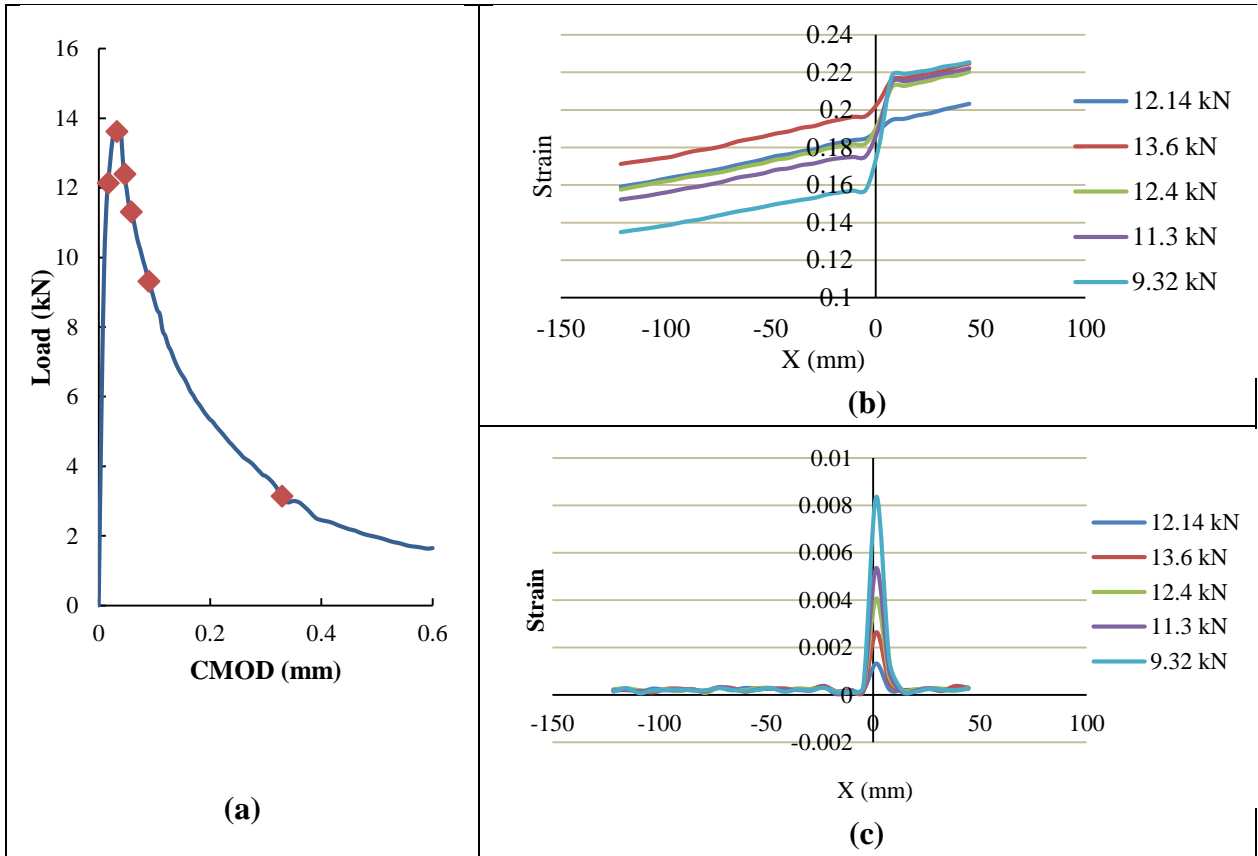 16
14
12
10
8
6
4
2
0
Load (kN)
0 0.2 0.4 0.6
CMOD (mm)
(a)
0.24
0.22
0.2
0.18
0.16
0.14
0.12
0.1
Strain
-150 -100 -50 0 50 100
X (mm)
12.14 kN
13.6 kN
12.4 kN
11.3 kN
9.32 kN
(b)
0.01
0.008
0.006
0.004
0.002
0
-0.002
Strain
-150 -100 -50 0 50 100
X (mm)
12.14 kN
13.6 kN
12.4 kN
11.3 kN
9.32 kN
(c)